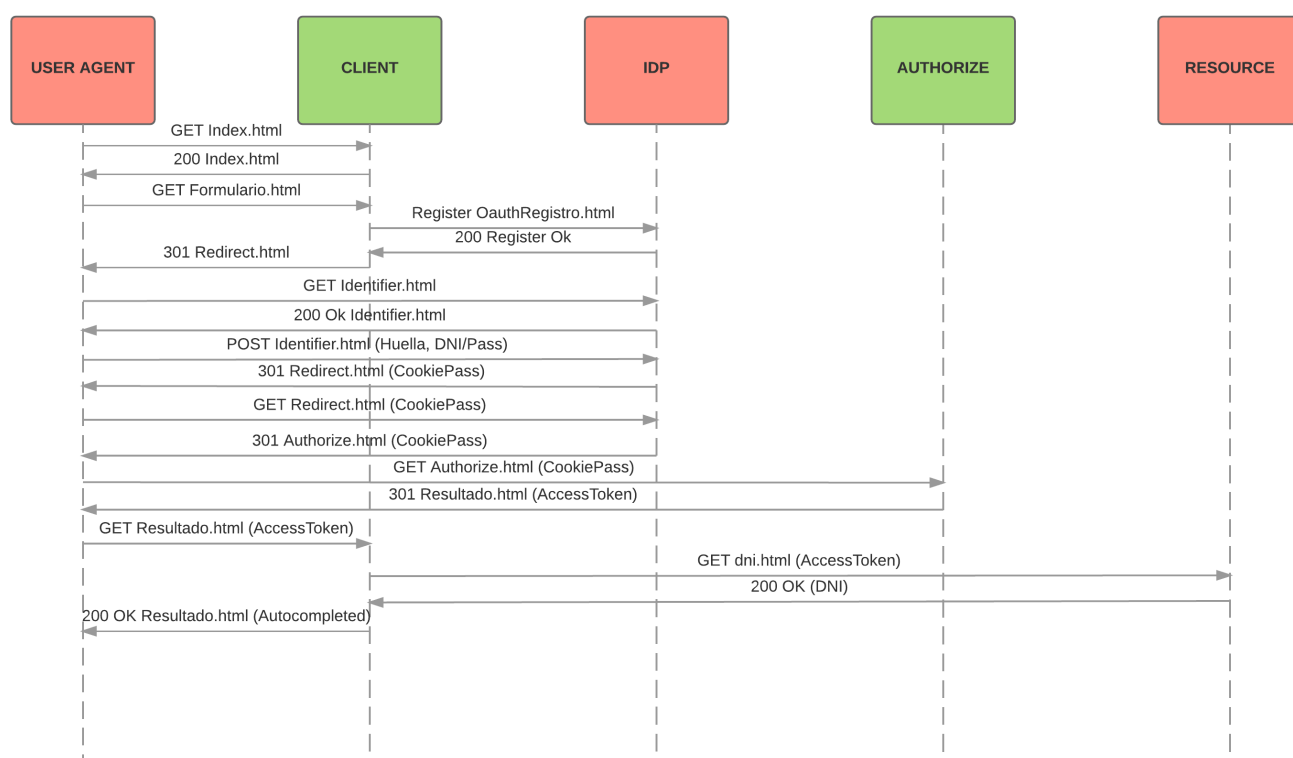 USER AGENT
CLIENT
IDP
AUTHORIZE
RESOURCE
GET Index.html
200 Index.html
GET Formulario.html
Register OauthRegistro.html
200 Register Ok
301 Redirect.html
GET Identifier.html
200 Ok Identifier.html
POST Identifier.html (Huella, DNI/Pass)
301 Redirect.html (CookiePass)
GET Redirect.html (CookiePass)
301 Authorize.html (CookiePass)
GET Authorize.html (CookiePass)
301 Resultado.html (AccessToken)
GET Resultado.html (AccessToken)
GET dni.html (AccessToken)
200 OK (DNI)
200 OK Resultado.html (Autocompleted)